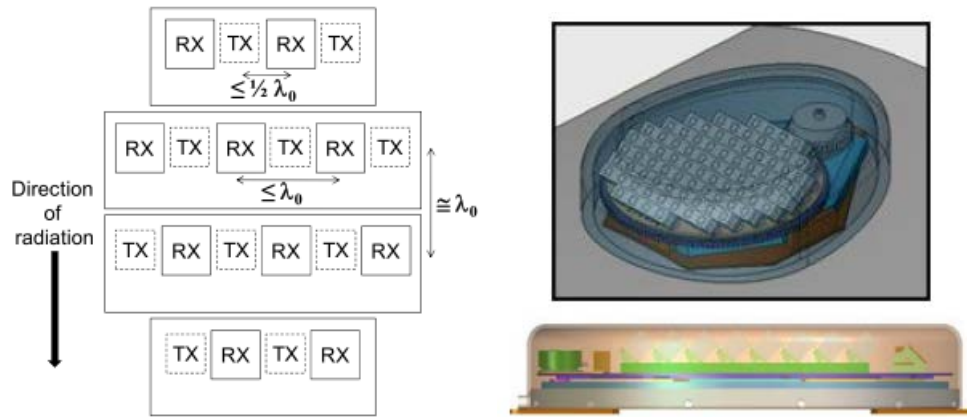 RX TX RX TX
≤ ½ λ₀
RX TX RX TX RX TX
≤ λ₀
≅ λ₀
Direction
of
radiation
TX RX TX RX TX RX
TX RX TX RX